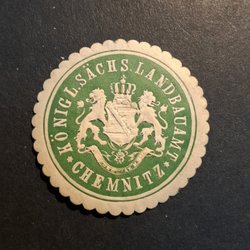 KÖNIGL. SÄCHS. LANDBAUAMT
* CHEMNITZ *